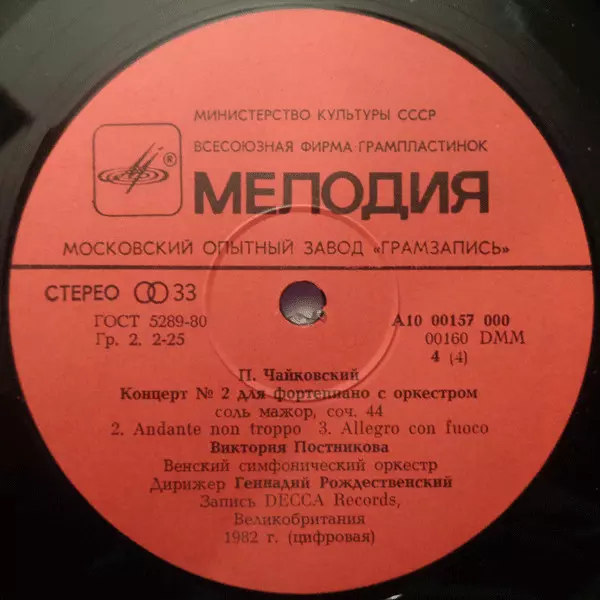 МИНИСТЕРСТВО КУЛЬТУРЫ СССР
ВСЕСОЮЗНАЯ ФИРМА ГРАМПЛАСТИНОК
®
МЕЛОДИЯ
МОСКОВСКИЙ ОПЫТНЫЙ ЗАВОД «ГРАМЗАПИСЬ»
СТЕРЕО 33
ГОСТ 5289-80 А10 00157 000
Гр. 2. 2-25 00160 DMM
4 (4)
П. Чайковский
Концерт № 2 для фортепиано с оркестром
соль мажор, соч. 44
2. Andante non troppo 3. Allegro con fuoco
Виктория Постникова
Венский симфонический оркестр
Дирижер Геннадий Рождественский
Запись DECCA Records,
Великобритания
1982 г. (цифровая)